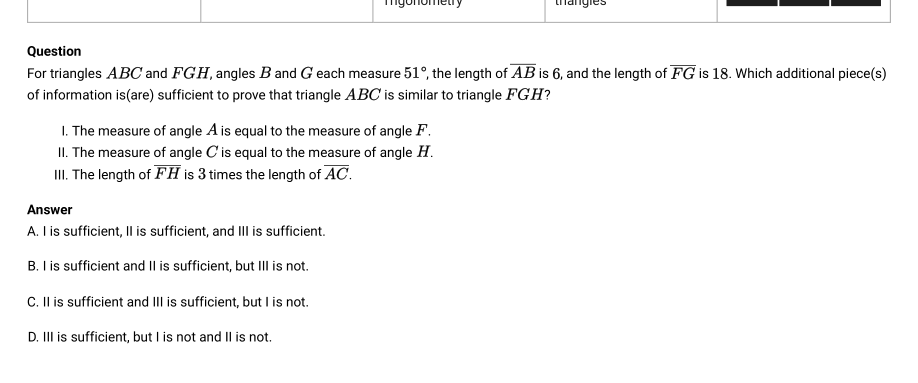 Trigonometry triangles
Question
For triangles ABC and FGH, angles B and G each measure 51°, the length of A̅B̅ is 6, and the length of F̅G̅ is 18. Which additional piece(s)
of information is(are) sufficient to prove that triangle ABC is similar to triangle FGH?
I. The measure of angle A is equal to the measure of angle F.
II. The measure of angle C is equal to the measure of angle H.
III. The length of F̅H̅ is 3 times the length of A̅C̅.
Answer
A. I is sufficient, II is sufficient, and III is sufficient.
B. I is sufficient and II is sufficient, but III is not.
C. II is sufficient and III is sufficient, but I is not.
D. III is sufficient, but I is not and II is not.